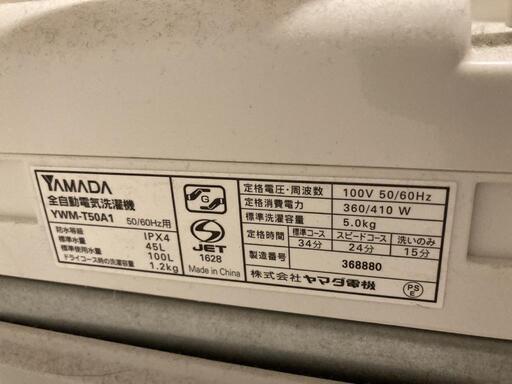 YAMADA
全自動電気洗濯機
YWM-T50A1
50/60Hz用
防水等級 IPX4
標準水量 45L
標準使用水量 100L
ドライコース時の洗濯容量 1.2kg
G
S
JET
1628
Made in China
定格電圧・周波数 100V 50/60Hz
定格消費電力 360/410 W
標準洗濯容量 5.0kg
定格時間 標準コース スピードコース 洗いのみ
34分 24分 15分
製造番号 368880
株式会社ヤマダ電機
PS
E